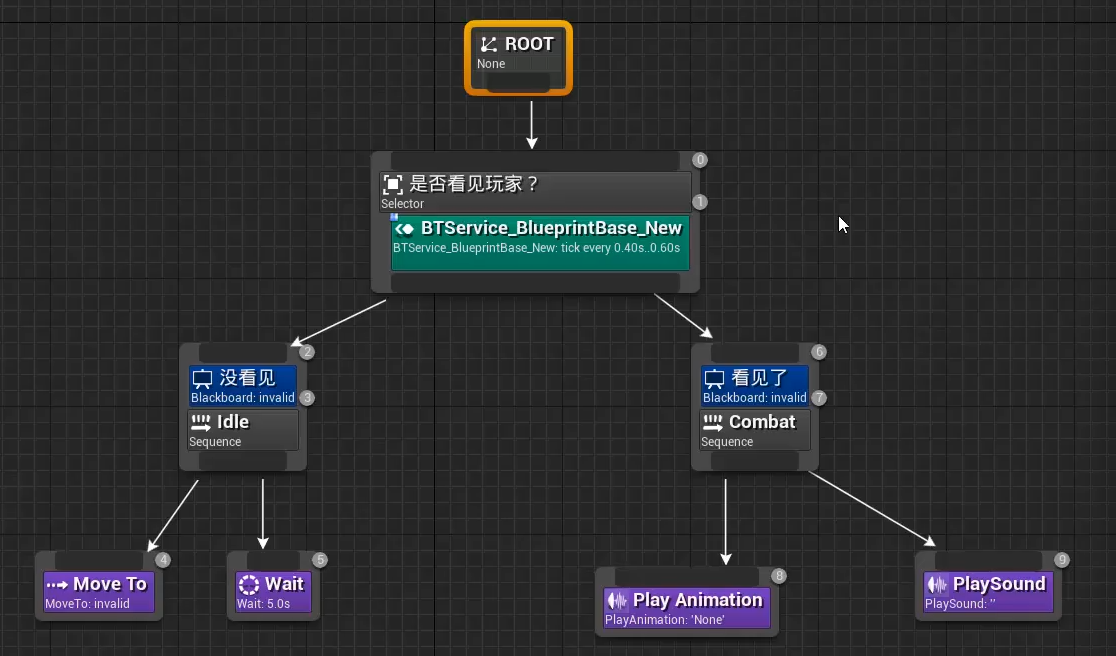 ROOT
None
0
是否看见玩家？
Selector
1
BTService_BlueprintBase_New
BTService_BlueprintBase_New: tick every 0.40s..0.60s
2
没看见
Blackboard: invalid
3
Idle
Sequence
6
看见了
Blackboard: invalid
7
Combat
Sequence
4
Move To
MoveTo: invalid
5
Wait
Wait: 5.0s
8
Play Animation
PlayAnimation: 'None'
9
PlaySound
PlaySound: ''